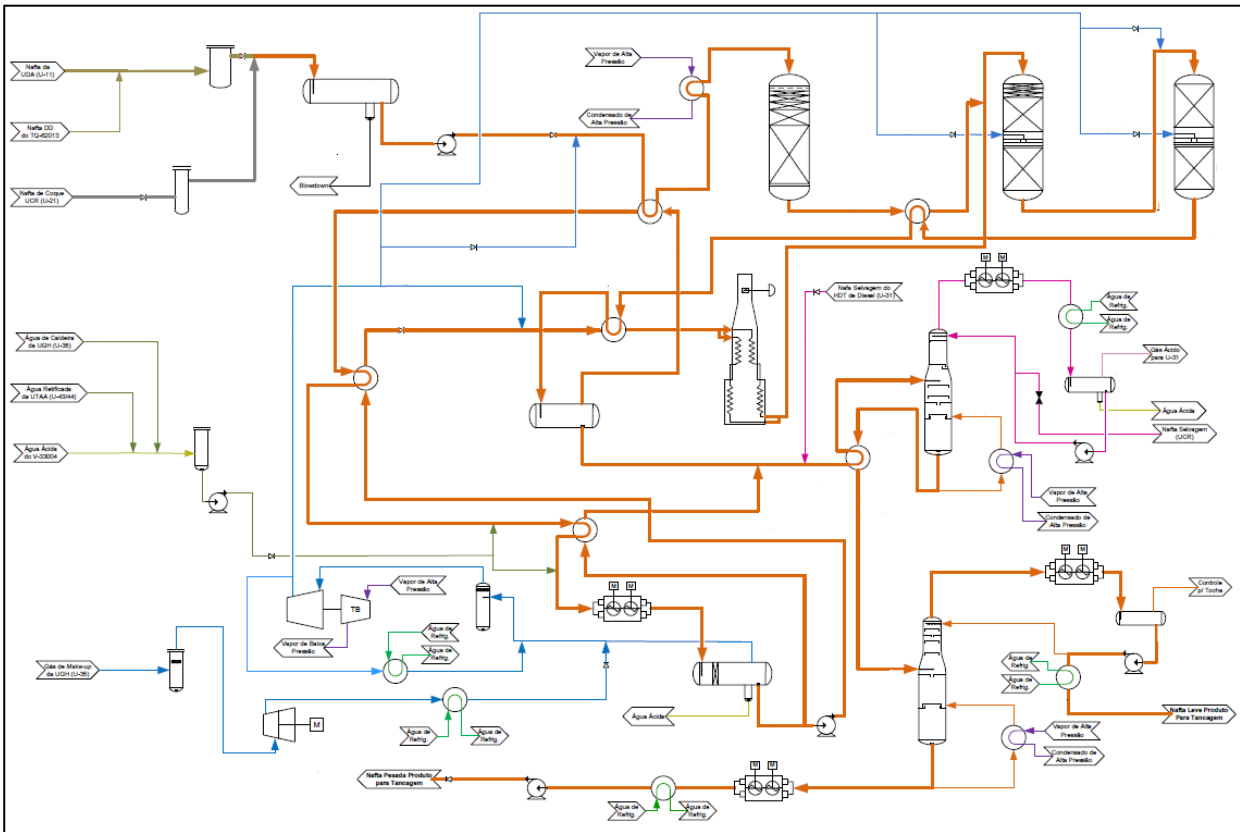 Nafta da
UDA (U-11)
Nafta DD
do TQ-62013
Nafta de Coque
UCR (U-21)
Blowdown
Vapor de Alta
Pressão
Condensado de
Alta Pressão
Nafa Selvagem do
HDT de Diesel (U-31)
M
M
Água de
Refrig.
Água de
Refrig.
Gás Ácido
para U-31
Água Ácida
Nafta Selvagem
(UCR)
Vapor de Alta
Pressão
Condensado de
Alta Pressão
Água de Caldeira
da UGH (U-35)
Água Retificada
da UTAA (U-43/44)
Água Ácida
do V-33004
Vapor de Alta
Pressão
TB
Vapor de Baixa
Pressão
Água de
Refrig.
Água de
Refrig.
M
M
Gás de Make-up
da UGH (U-35)
M
Água de
Refrig.
Água de
Refrig.
Água Ácida
M
M
Controle
p/ Tocha
Água de
Refrig.
Água de
Refrig.
Nafta Leve Produto
Para Tancagem
Vapor de Alta
Pressão
Condensado de
Alta Pressão
Nafta Pesada Produto
para Tancagem
M
M
Água de
Refrig.
Água de
Refrig.